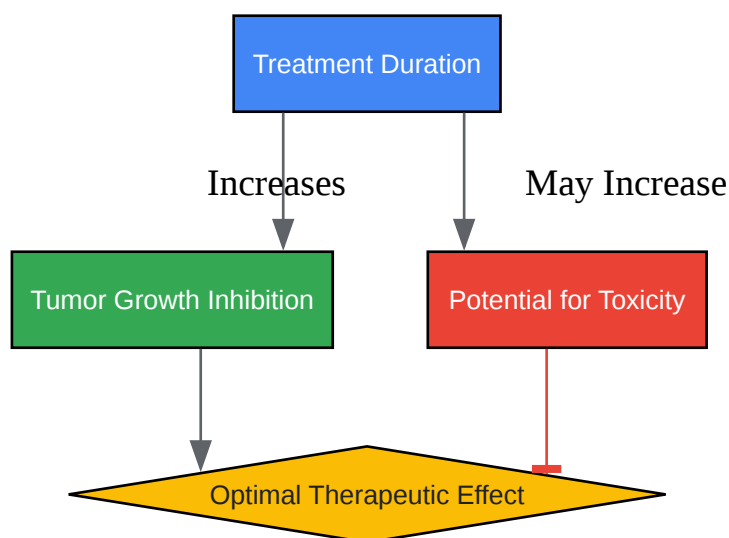 Treatment Duration
Increases
May Increase
Tumor Growth Inhibition
Potential for Toxicity
Optimal Therapeutic Effect